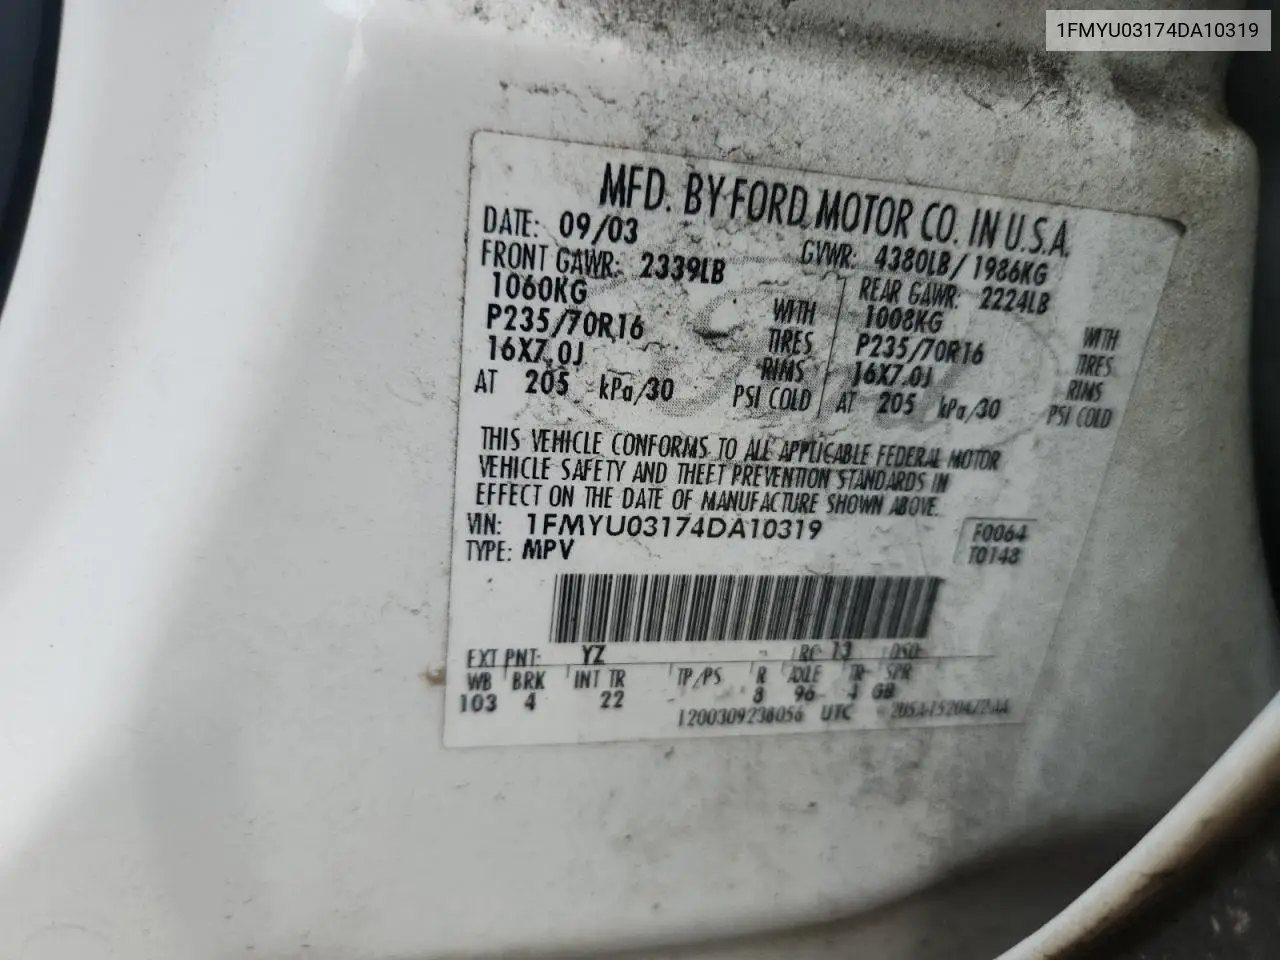 1FMYU03174DA10319
MFD. BY FORD MOTOR CO. IN U.S.A.
DATE: 09/03 GVWR: 4380LB/1986KG
FRONT GAWR: 2339LB REAR GAWR: 2224LB
1060KG WITH 1008KG WITH
P235/70R16 TIRES P235/70R16 TIRES
16X7.0J RIMS 16X7.0J RIMS
AT 205 kPa/30 PSI COLD AT 205 kPa/30 PSI COLD
THIS VEHICLE CONFORMS TO ALL APPLICABLE FEDERAL MOTOR
VEHICLE SAFETY AND THEFT PREVENTION STANDARDS IN
EFFECT ON THE DATE OF MANUFACTURE SHOWN ABOVE.
VIN: 1FMYU03174DA10319 F0064
TYPE: MPV T0148
EXT PNT: YZ RC: 13 DSO:
WB BRK INT TR TP/PS R AXLE TR SPR
103 4 22 8 96 GB
UTC